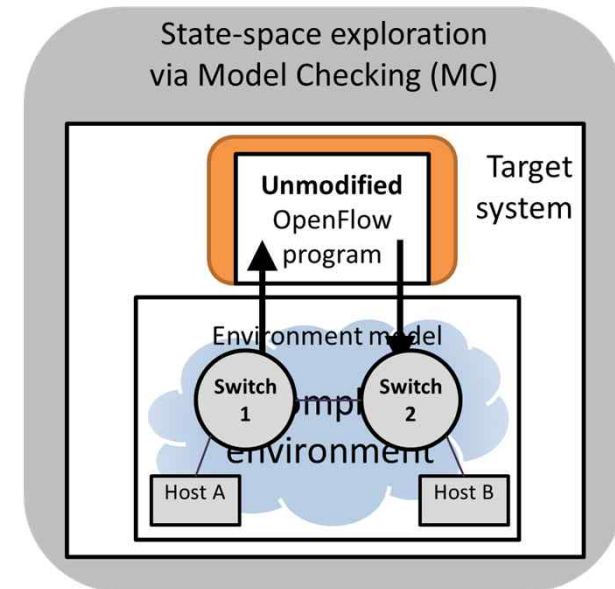 State-space exploration
via Model Checking (MC)
Target
system
Unmodified
OpenFlow
program
Environment model
Switch
1
Switch
2
environment
Host A
Host B